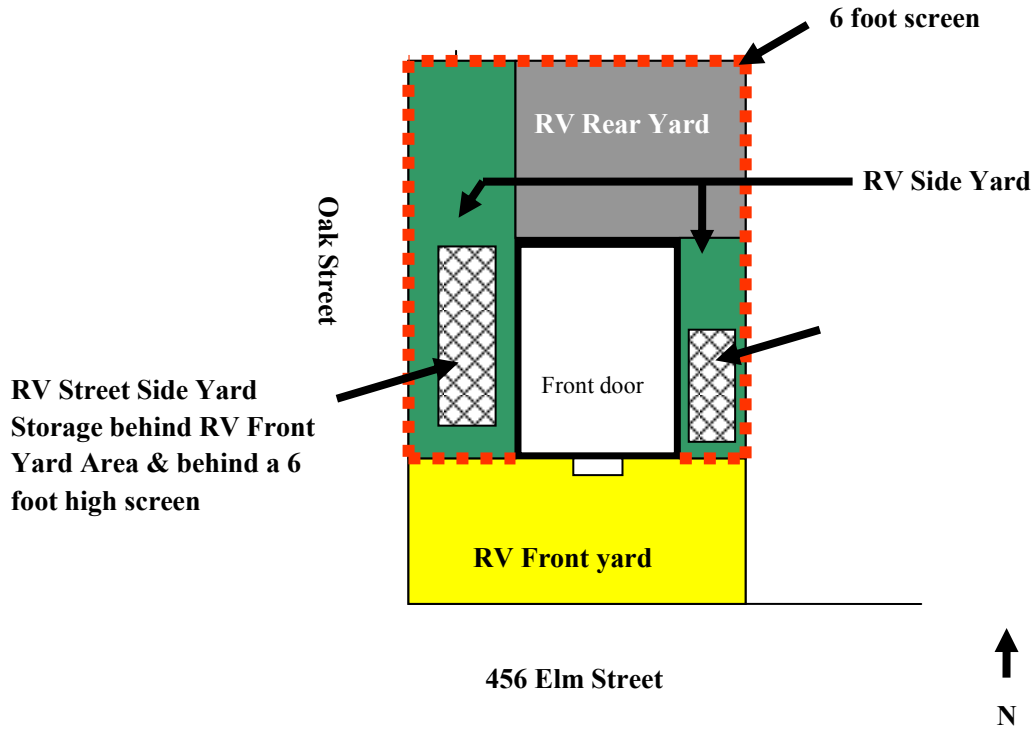 6 foot screen
RV Rear Yard
RV Side Yard
Oak Street
RV Street Side Yard
Storage behind RV Front
Yard Area & behind a 6
foot high screen
Front door
RV Front yard
456 Elm Street
N